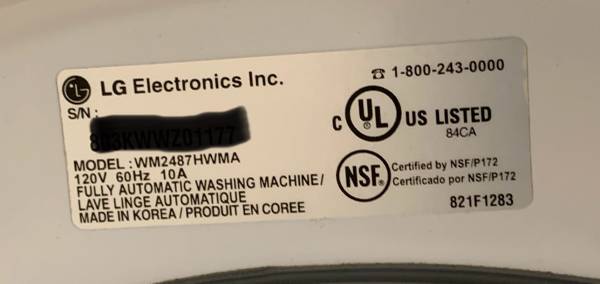 LG Electronics Inc.
☎ 1-800-243-0000
S/N :
MODEL : WM2487HWMA
120V 60Hz 10A
FULLY AUTOMATIC WASHING MACHINE/
LAVE LINGE AUTOMATIQUE
MADE IN KOREA / PRODUIT EN COREE
C UL US LISTED
84CA
NSF®
Certified by NSF/P172
Certificado por NSF/P172
821F1283